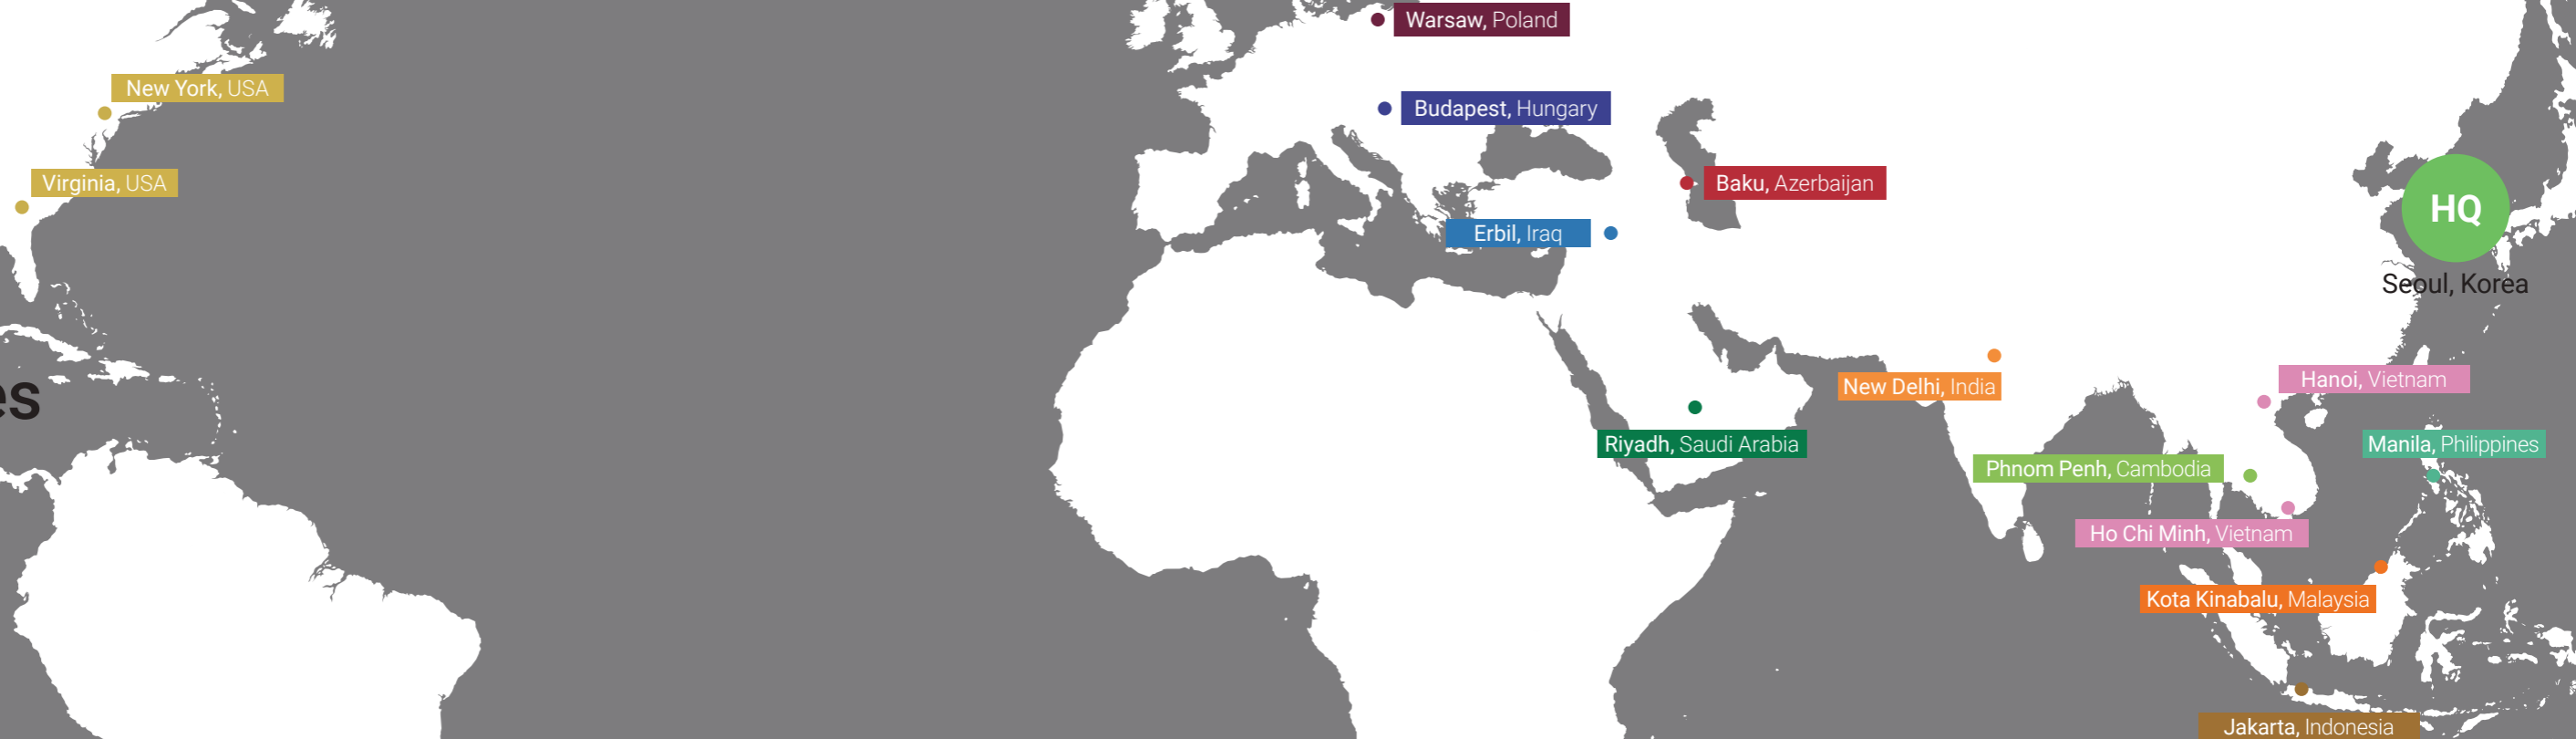 Warsaw, Poland
New York, USA
Budapest, Hungary
Virginia, USA
Baku, Azerbaijan
HQ
Erbil, Iraq
Seoul, Korea
Hanoi, Vietnam
New Delhi, India
es
Riyadh, Saudi Arabia
Manila, Philippines
Phnom Penh, Cambodia
Ho Chi Minh, Vietnam
Kota Kinabalu, Malaysia
Jakarta, Indonesia